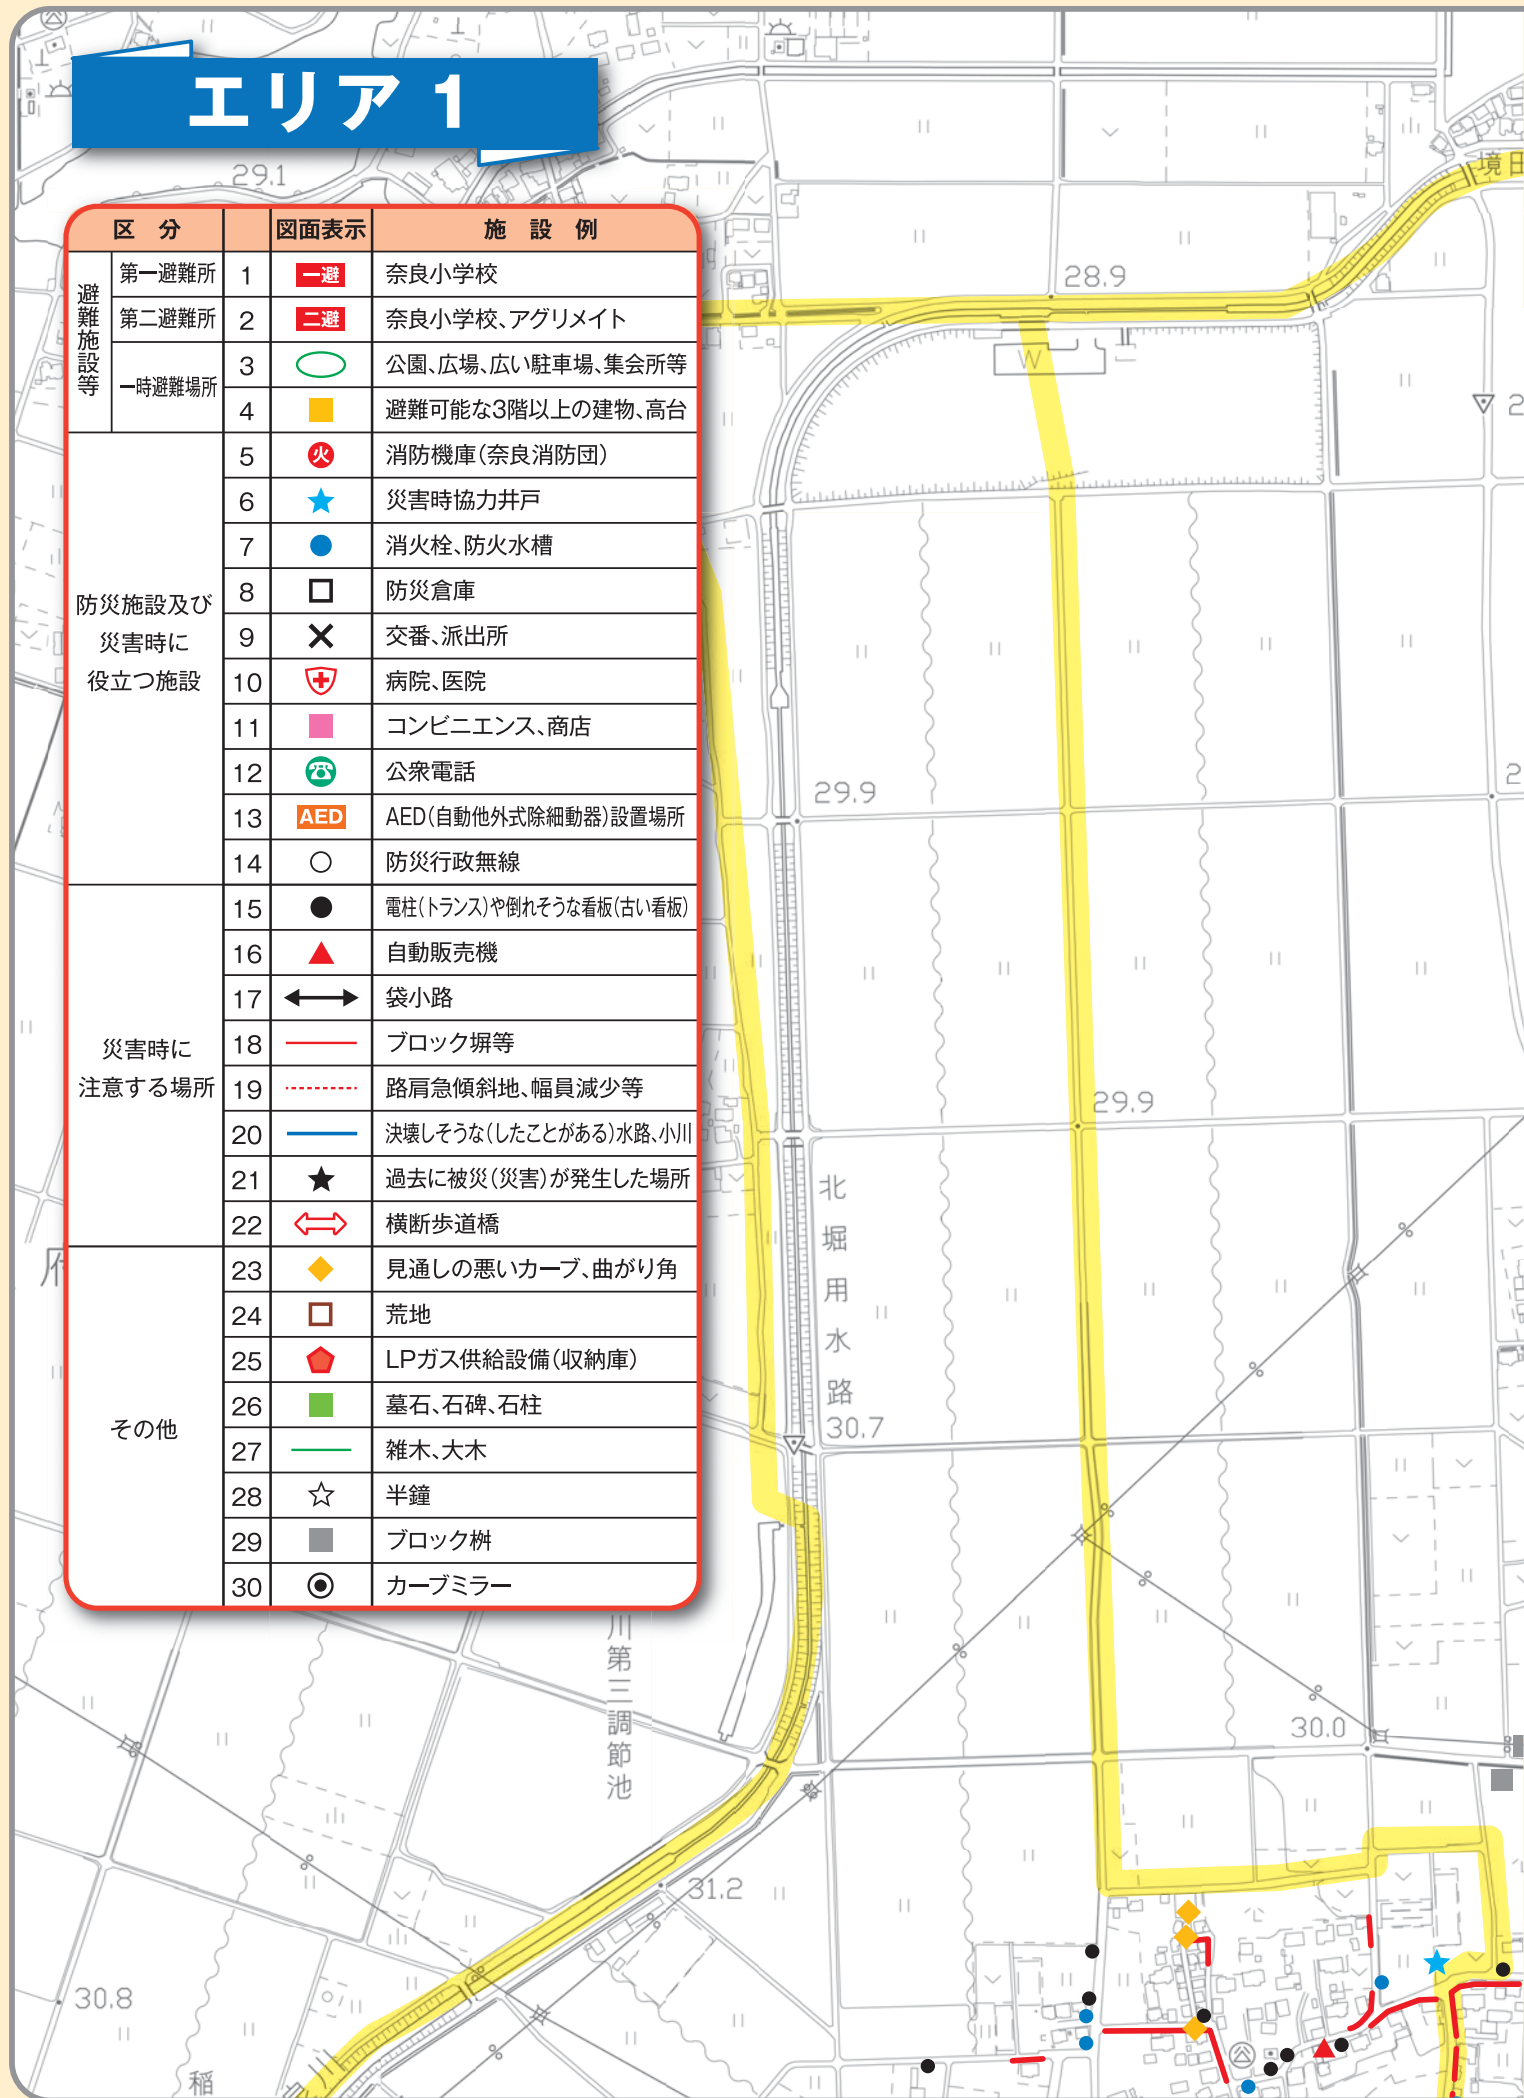 エリア 1
29.1
区 分 図面表示 施 設 例
避難施設等
第一避難所 1 一避 奈良小学校
第二避難所 2 二避 奈良小学校、アグリメイト
一時避難場所
3 公園、広場、広い駐車場、集会所等
4 避難可能な3階以上の建物、高台
防災施設及び
災害時に
役立つ施設
5 火 消防機庫(奈良消防団)
6 災害時協力井戸
7 消火栓、防火水槽
8 防災倉庫
9 交番、派出所
10 病院、医院
11 コンビニエンス、商店
12 公衆電話
13 AED AED(自動他外式除細動器)設置場所
14 防災行政無線
災害時に
注意する場所
15 電柱(トランス)や倒れそうな看板(古い看板)
16 自動販売機
17 袋小路
18 ブロック塀等
19 路肩急傾斜地、幅員減少等
20 決壊しそうな(したことがある)水路、小川
21 過去に被災(災害)が発生した場所
22 横断歩道橋
その他
23 見通しの悪いカーブ、曲がり角
24 荒地
25 LPガス供給設備(収納庫)
26 墓石、石碑、石柱
27 雑木、大木
28 半鐘
29 ブロック桝
30 カーブミラー
境田
28.9
W
29.9
29.9
北堀用水路
30.7
川第三調節池
30.0
31.2
30.8
稲